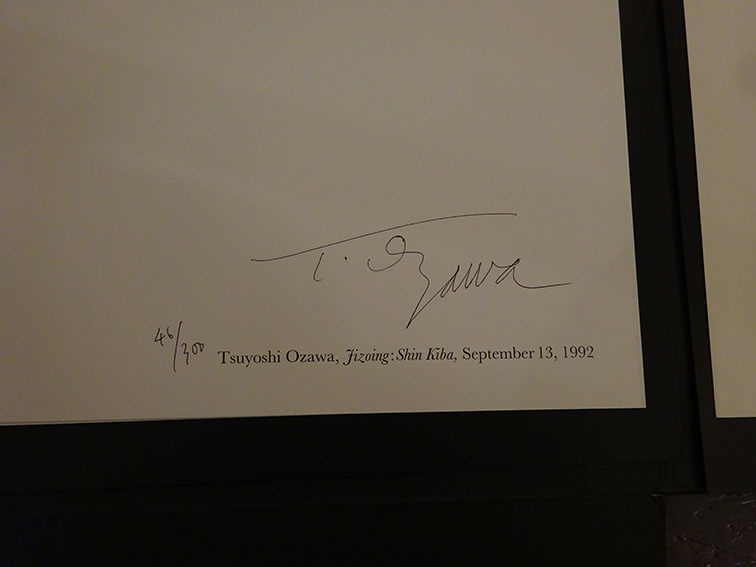 T. Ozawa
46/300
Tsuyoshi Ozawa, Jizoing: Shin Kiba, September 13, 1992